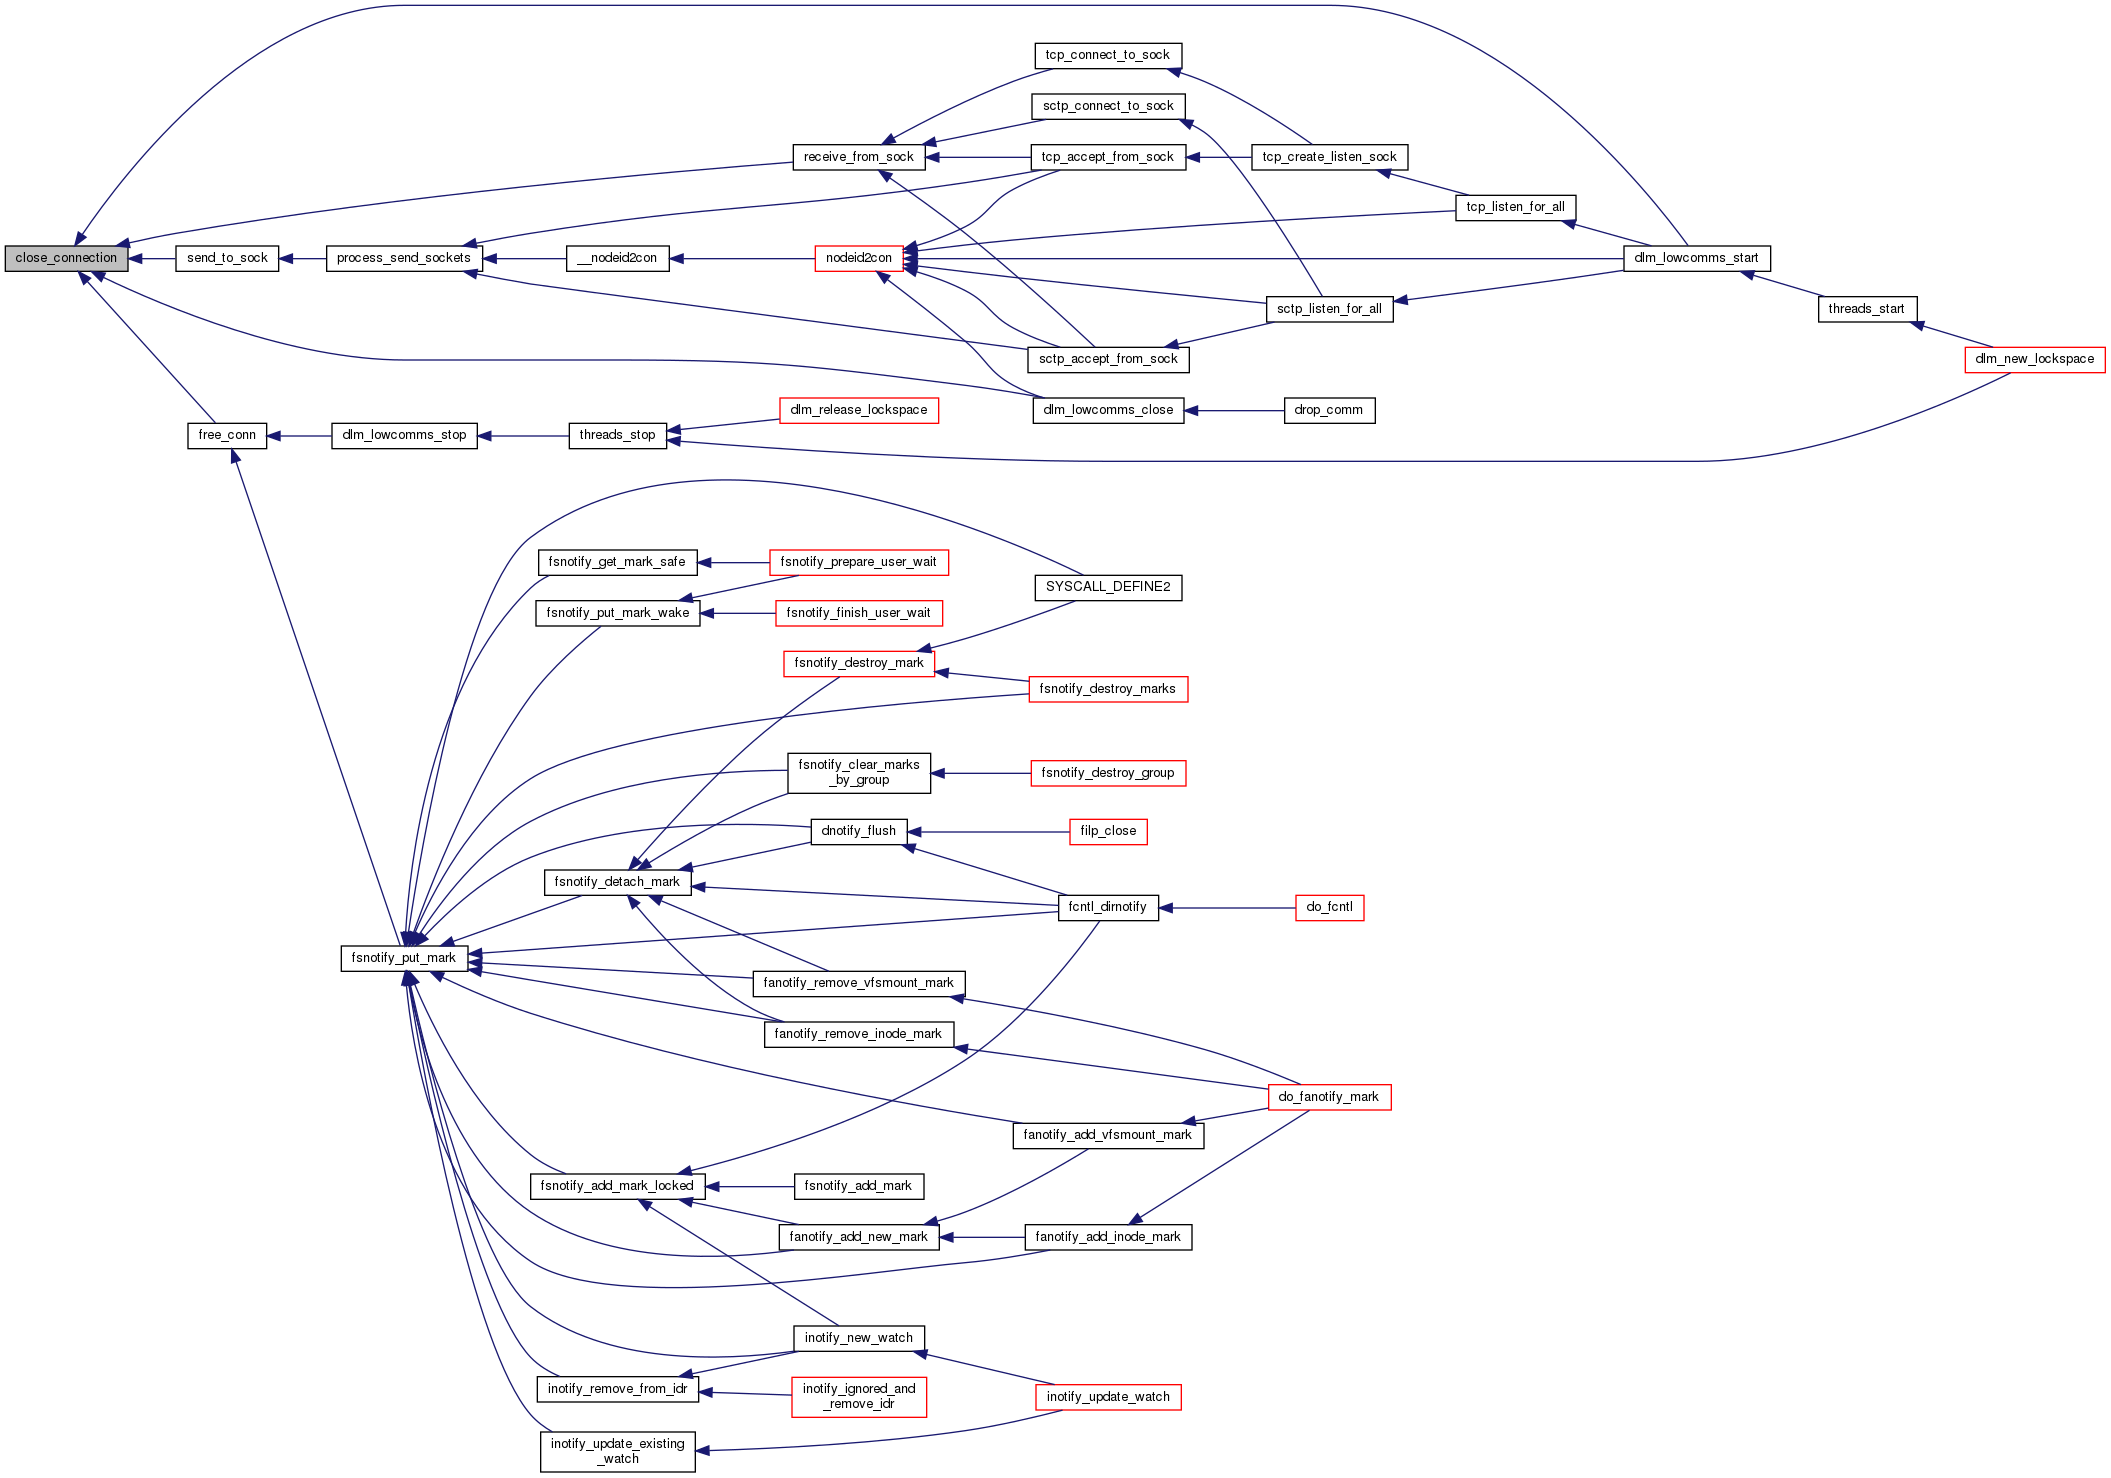 tcp_connect_to_sock
sctp_connect_to_sock
receive_from_sock
tcp_accept_from_sock
tcp_create_listen_sock
tcp_listen_for_all
close_connection
send_to_sock
process_send_sockets
__nodeid2con
nodeid2con
dlm_lowcomms_start
sctp_listen_for_all
threads_start
sctp_accept_from_sock
dlm_new_lockspace
dlm_release_lockspace
dlm_lowcomms_close
drop_comm
free_conn
dlm_lowcomms_stop
threads_stop
fsnotify_get_mark_safe
fsnotify_prepare_user_wait
SYSCALL_DEFINE2
fsnotify_put_mark_wake
fsnotify_finish_user_wait
fsnotify_destroy_mark
fsnotify_destroy_marks
fsnotify_clear_marks
_by_group
fsnotify_destroy_group
dnotify_flush
filp_close
fsnotify_detach_mark
fcntl_dirnotify
do_fcntl
fsnotify_put_mark
fanotify_remove_vfsmount_mark
fanotify_remove_inode_mark
do_fanotify_mark
fanotify_add_vfsmount_mark
fsnotify_add_mark_locked
fsnotify_add_mark
fanotify_add_new_mark
fanotify_add_inode_mark
inotify_new_watch
inotify_remove_from_idr
inotify_ignored_and
_remove_idr
inotify_update_watch
inotify_update_existing
_watch